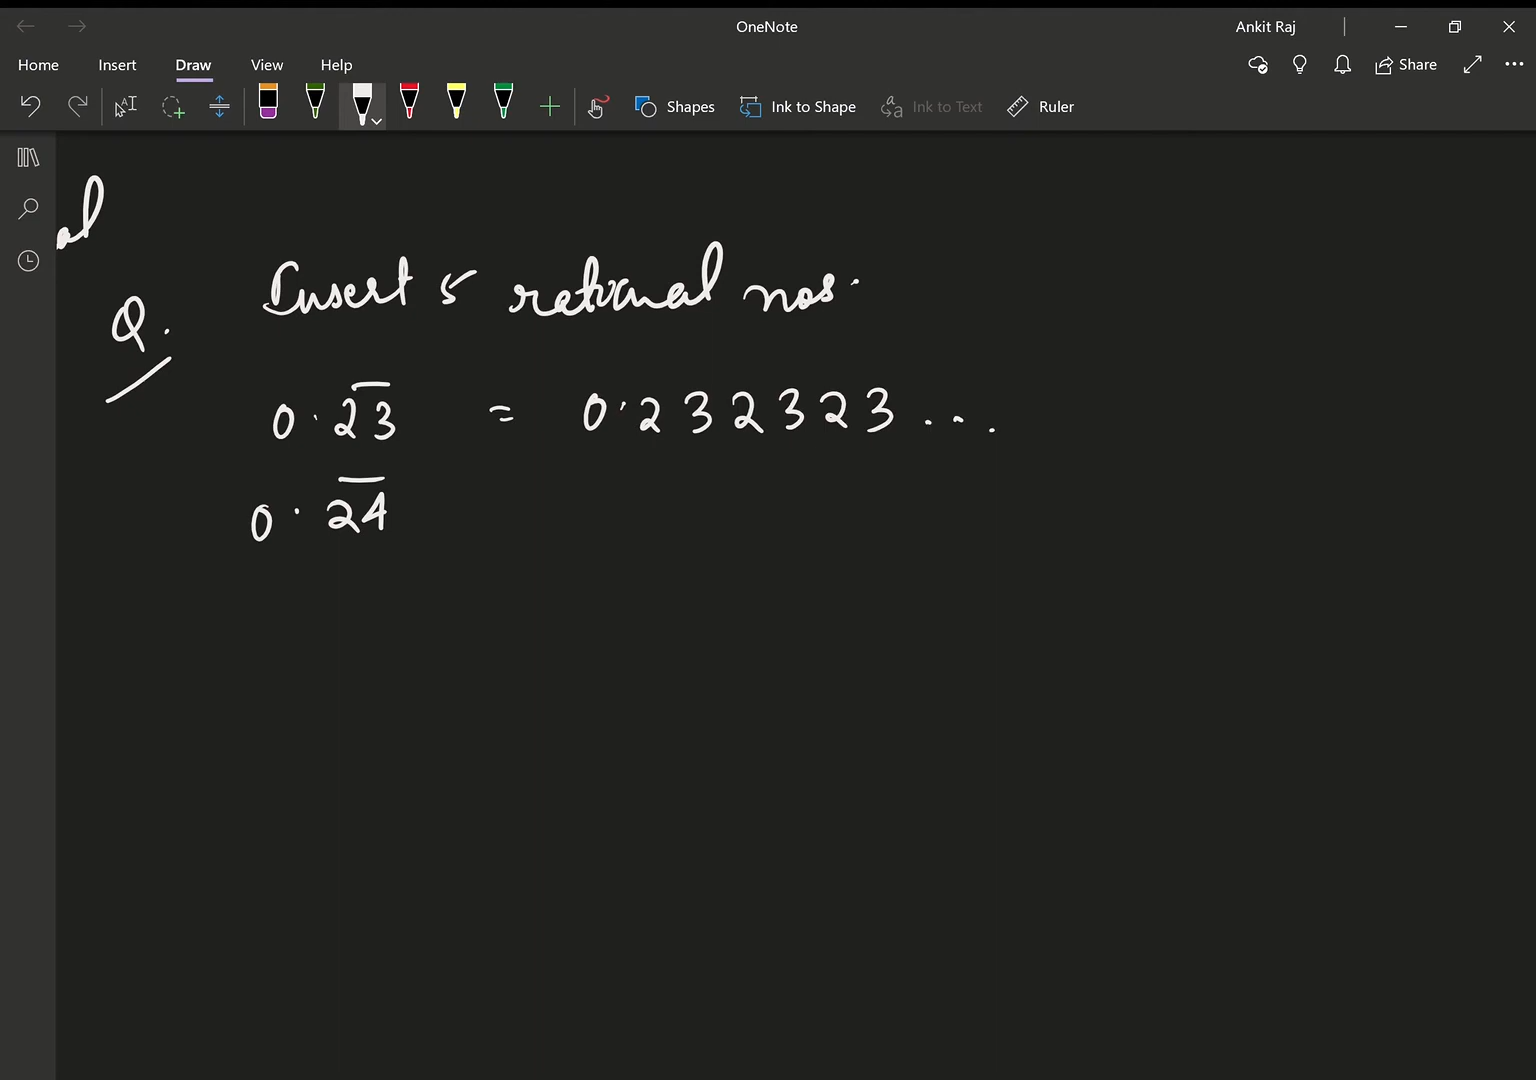 OneNote
Ankit Raj
Home Insert Draw View Help
Share
Shapes Ink to Shape Ink to Text Ruler
al
Q. Insert 5 rational nos.
0.2̅3̅ = 0.232323...
0.2̅4̅